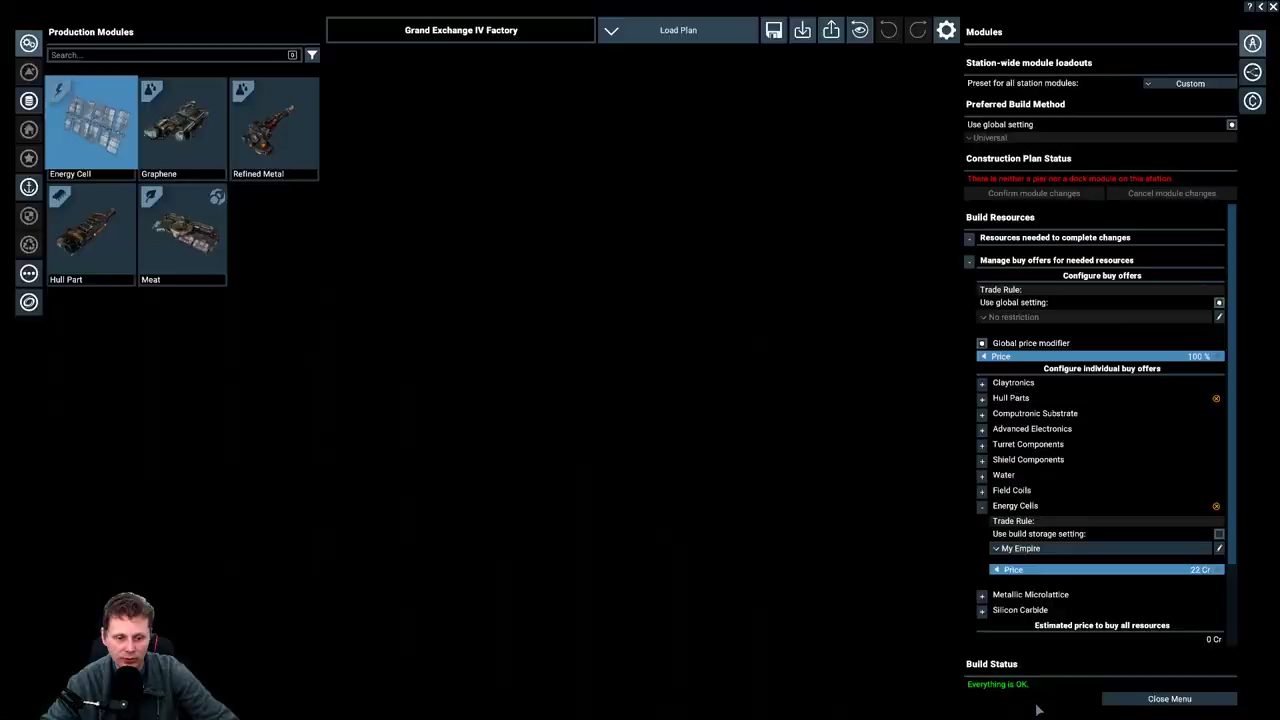 Production Modules
Search...
0
Energy Cell
Graphene
Refined Metal
Hull Part
Meat
Grand Exchange IV Factory
Load Plan
? < X
Modules
Station-wide module loadouts
Preset for all station modules:
Custom
Preferred Build Method
Use global setting
Universal
Construction Plan Status
There is neither a pier nor a dock module on this station.
Confirm module changes
Cancel module changes
Build Resources
- Resources needed to complete changes
- Manage buy offers for needed resources
Configure buy offers
Trade Rule:
Use global setting:
No restriction
Global price modifier
Price 100 %
Configure individual buy offers
+ Claytronics
+ Hull Parts
+ Computronic Substrate
+ Advanced Electronics
+ Turret Components
+ Shield Components
+ Water
+ Field Coils
- Energy Cells
Trade Rule:
Use build storage setting:
My Empire
Price 22 Cr
+ Metallic Microlattice
+ Silicon Carbide
Estimated price to buy all resources
0 Cr
Build Status
Everything is OK.
Close Menu